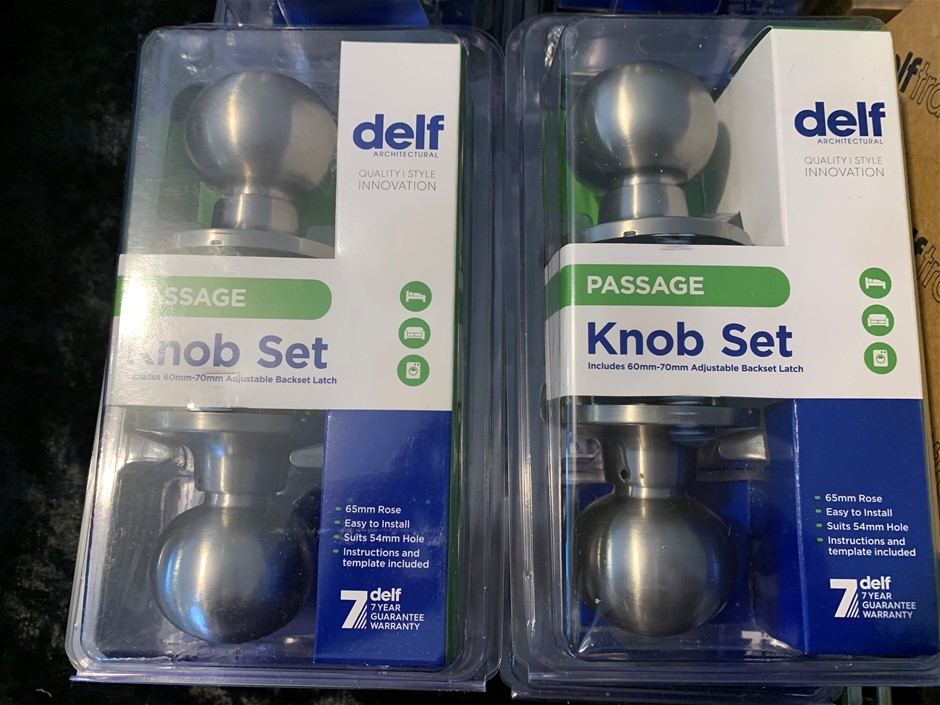 delf
ARCHITECTURAL
QUALITY | STYLE
INNOVATION
SSAGE
Knob Set
Includes 60mm-70mm Adjustable Backset Latch
65mm Rose
Easy to Install
Suits 54mm Hole
Instructions and
template included
7
delf
7 YEAR
GUARANTEE
WARRANTY
delf
ARCHITECTURAL
QUALITY | STYLE
INNOVATION
PASSAGE
Knob Set
Includes 60mm-70mm Adjustable Backset Latch
65mm Rose
Easy to Install
Suits 54mm Hole
Instructions and
template included
7
delf
7 YEAR
GUARANTEE
WARRANTY